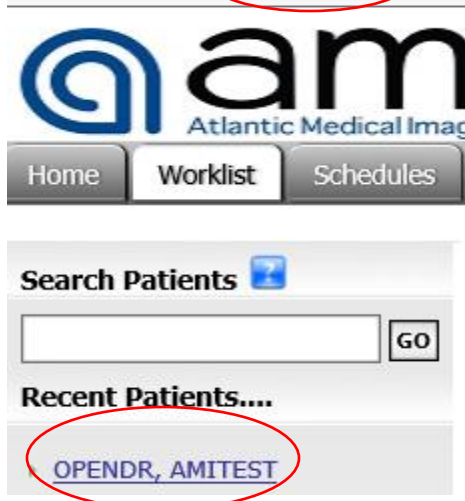 am
Atlantic Medical Imag
Home Worklist Schedules
Search Patients ?
GO
Recent Patients....
OPENDR, AMITEST